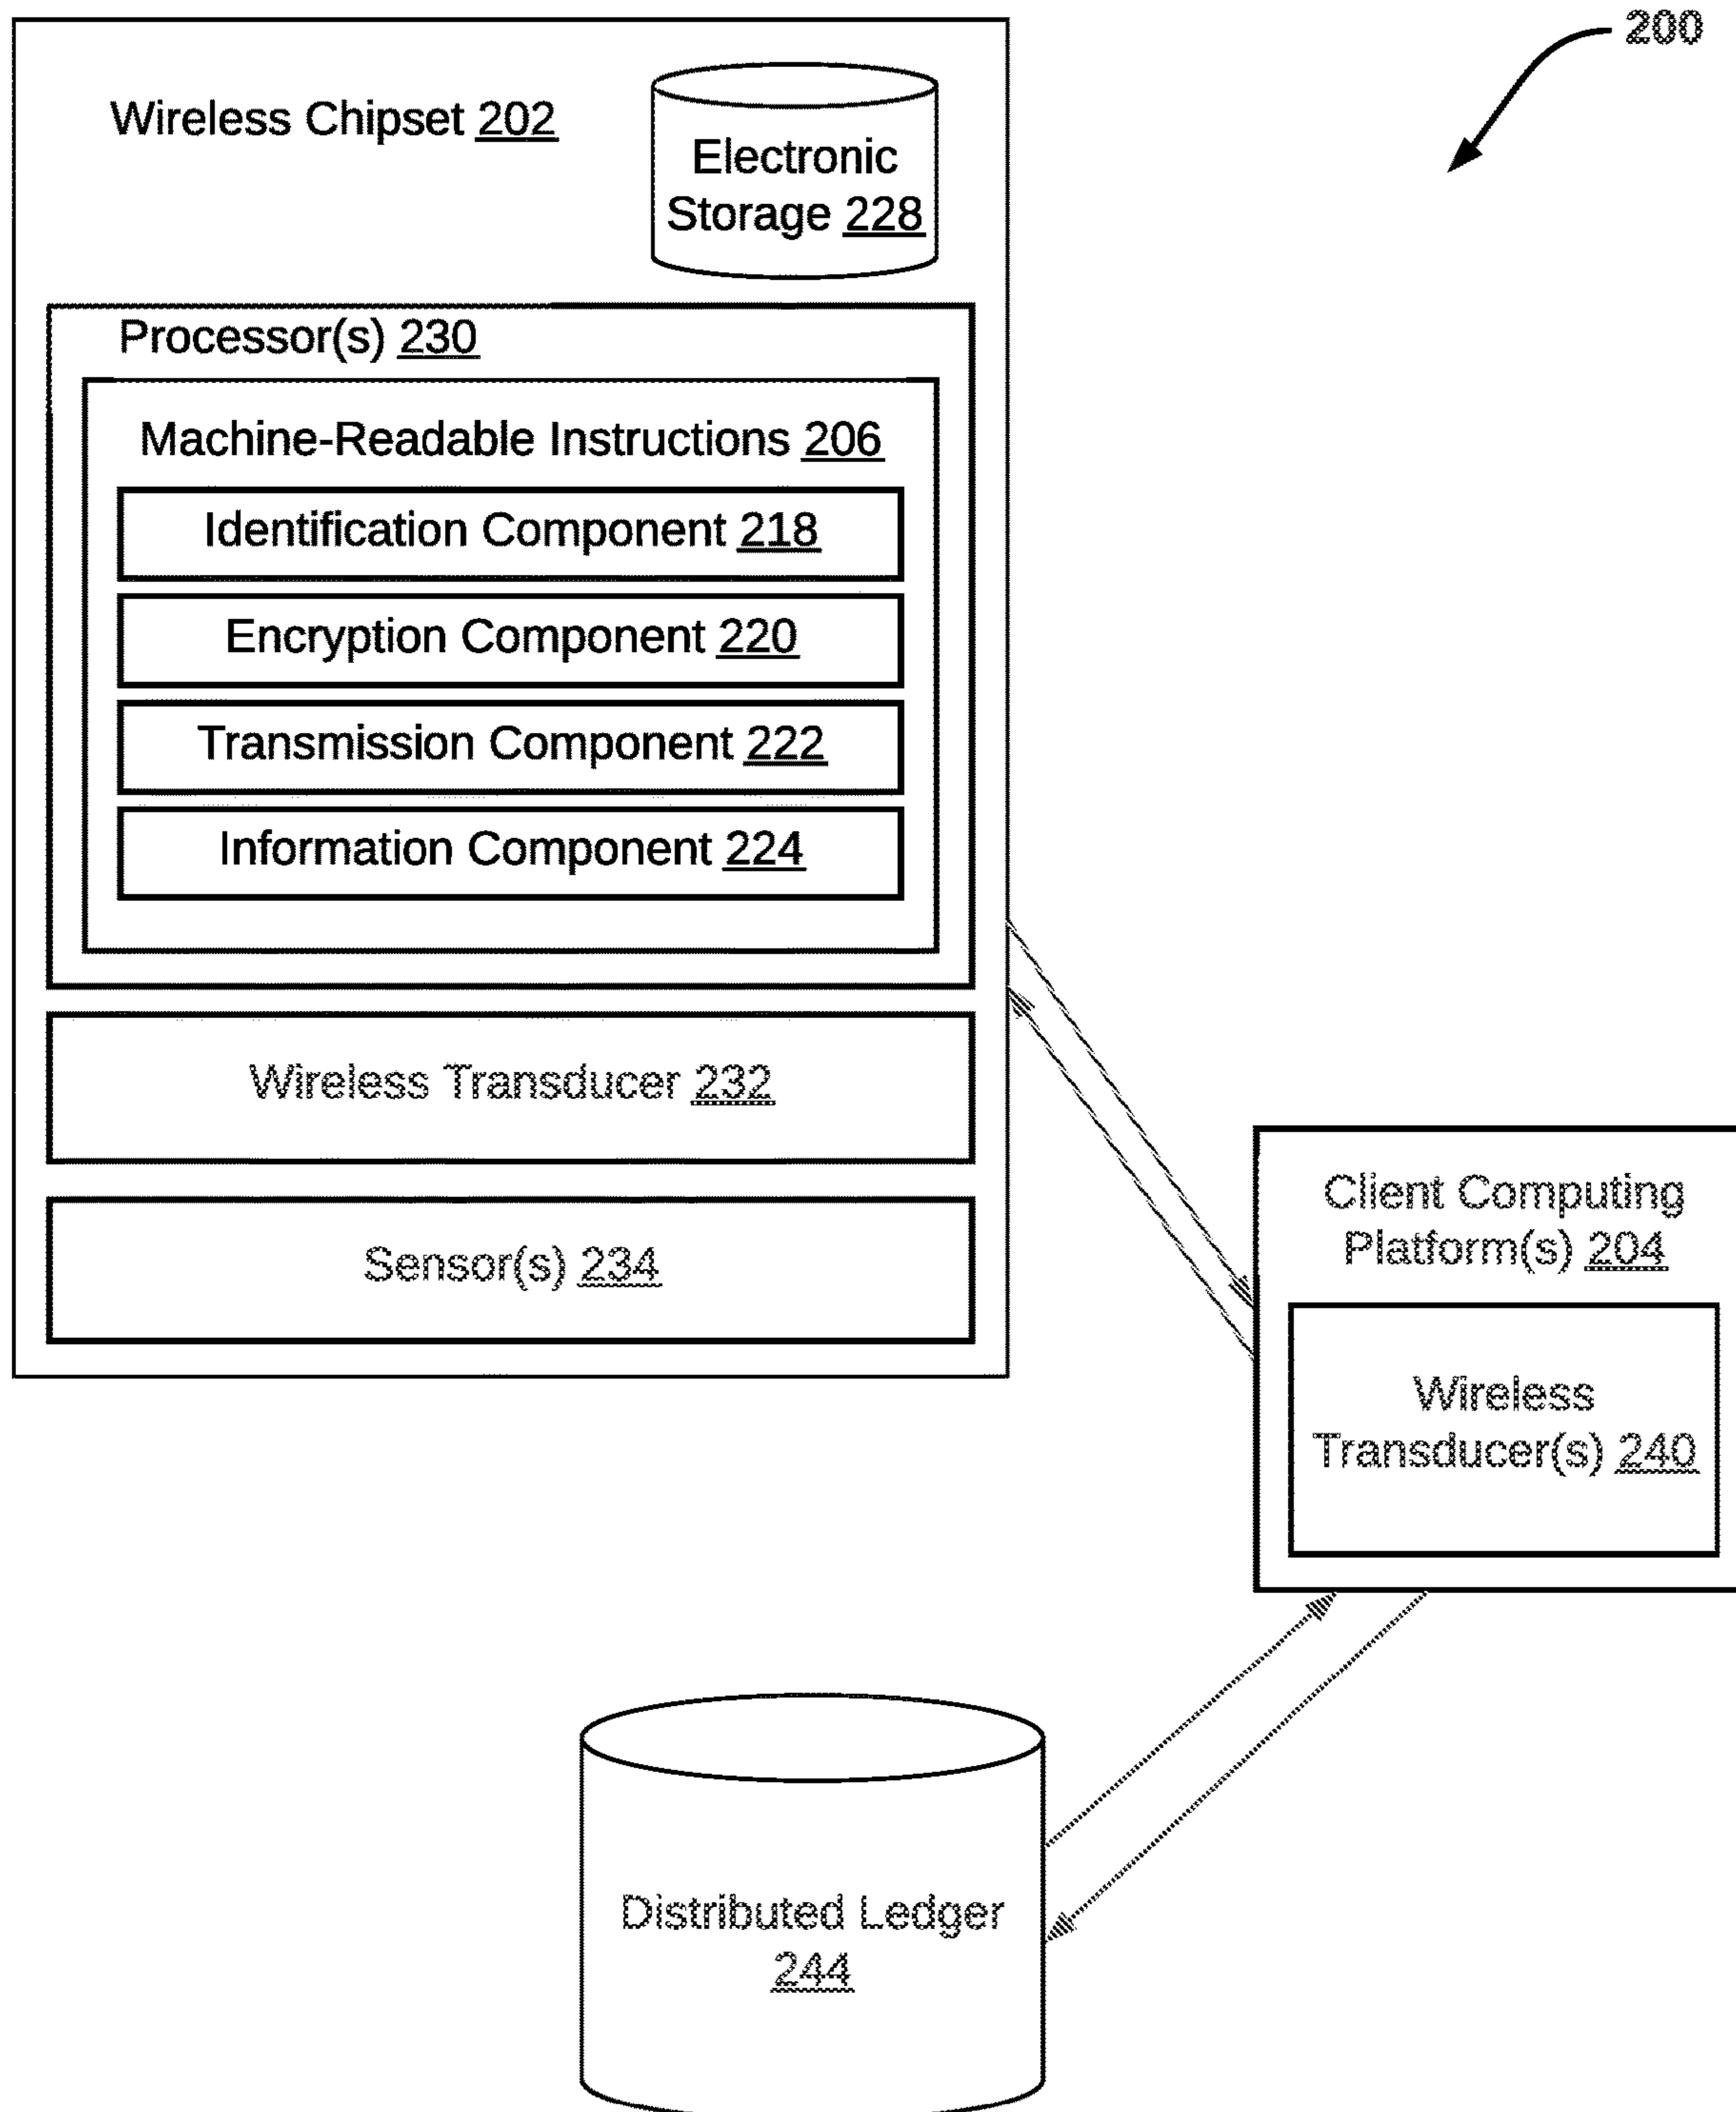 200
Wireless Chipset 202
Electronic
Storage 228
Processor(s) 230
Machine-Readable Instructions 206
Identification Component 218
Encryption Component 220
Transmission Component 222
Information Component 224
Wireless Transducer 232
Sensor(s) 234
Client Computing
Platform(s) 204
Wireless
Transducer(s) 240
Distributed Ledger
244